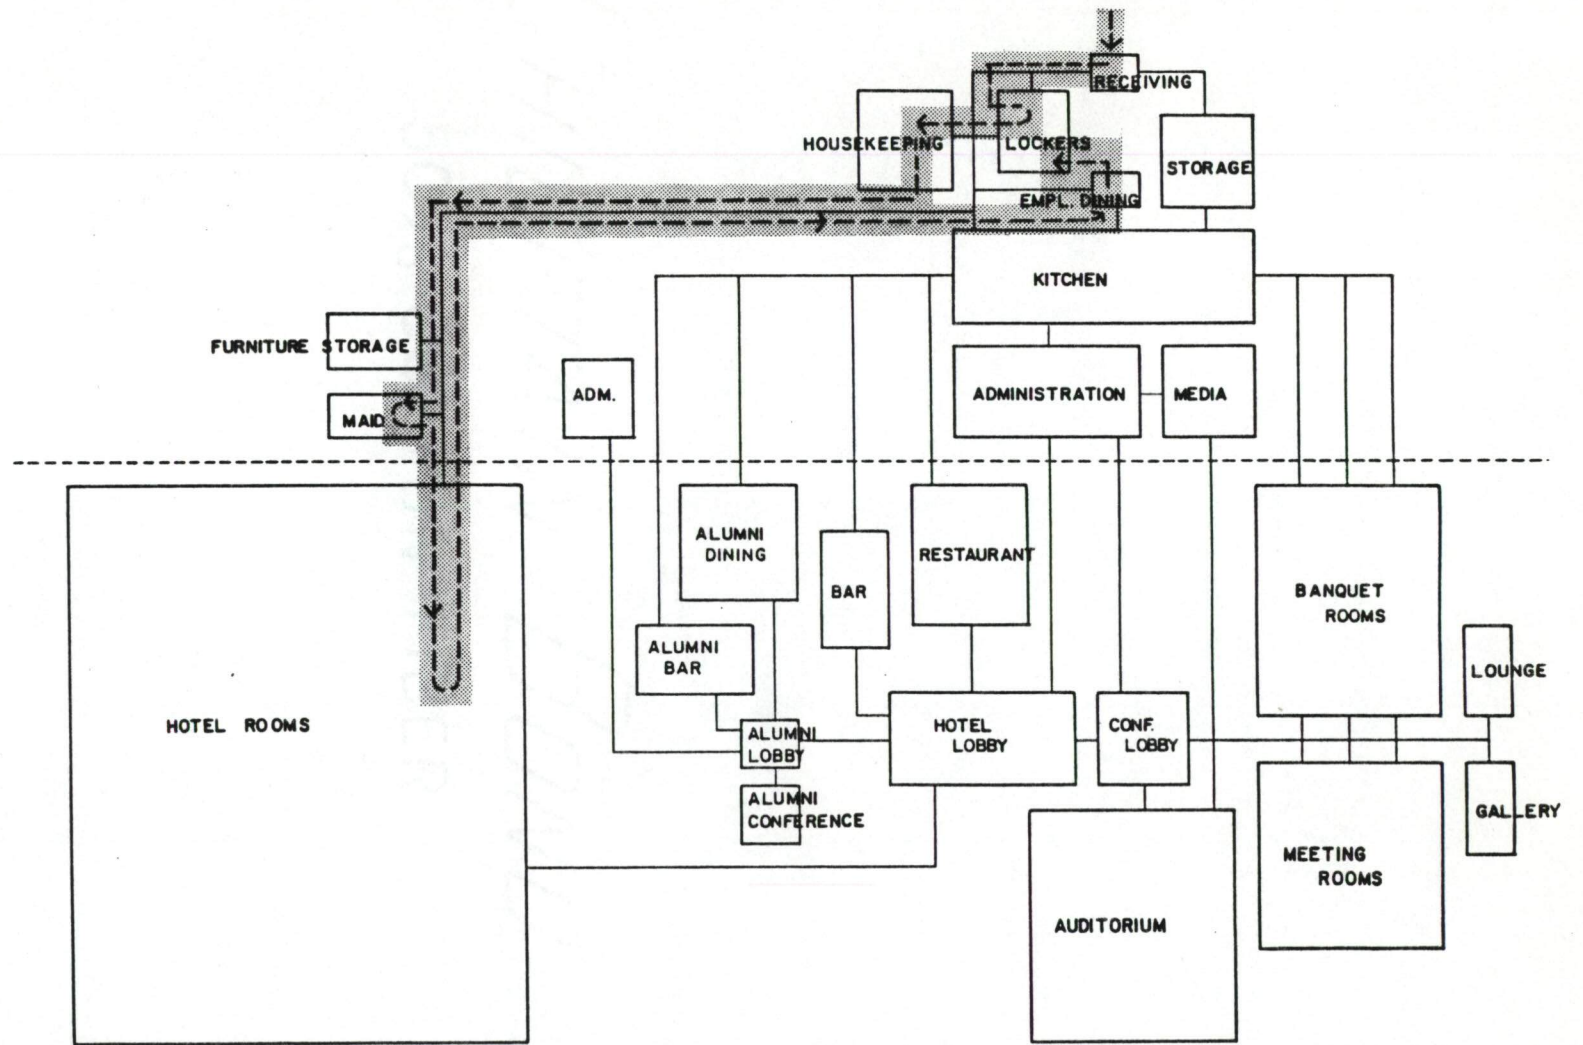 RECEIVING
HOUSEKEEPING
LOCKERS
STORAGE
EMPL. DINING
KITCHEN
FURNITURE STORAGE
ADM.
ADMINISTRATION
MEDIA
MAID
ALUMNI
DINING
RESTAURANT
BAR
BANQUET
ROOMS
ALUMNI
BAR
LOUNGE
HOTEL ROOMS
HOTEL
LOBBY
CONF.
LOBBY
ALUMNI
LOBBY
ALUMNI
CONFERENCE
GALLERY
MEETING
ROOMS
AUDITORIUM